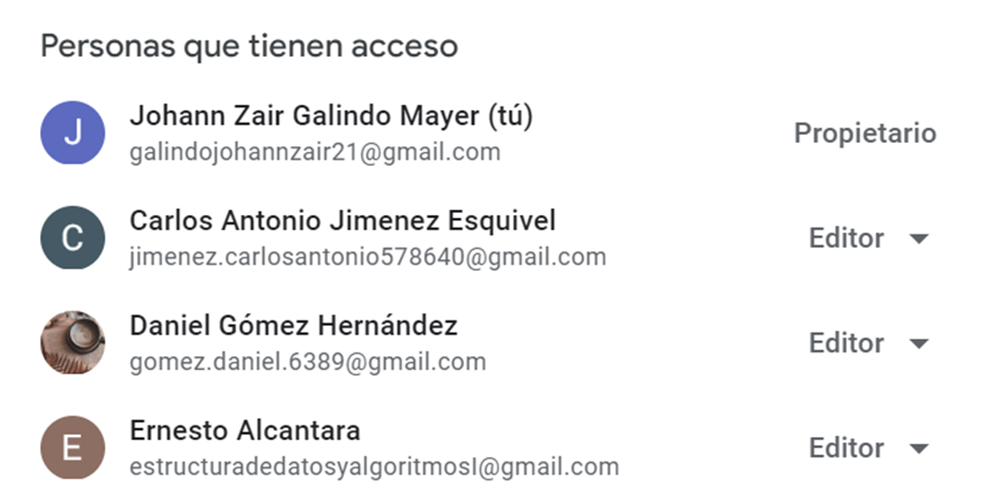 Personas que tienen acceso
J
Johann Zair Galindo Mayer (tú)
galindojohannzair21@gmail.com
Propietario
C
Carlos Antonio Jimenez Esquivel
jimenez.carlosantonio578640@gmail.com
Editor
Daniel Gómez Hernández
gomez.daniel.6389@gmail.com
Editor
E
Ernesto Alcantara
estructuradedatosyalgoritmosI@gmail.com
Editor